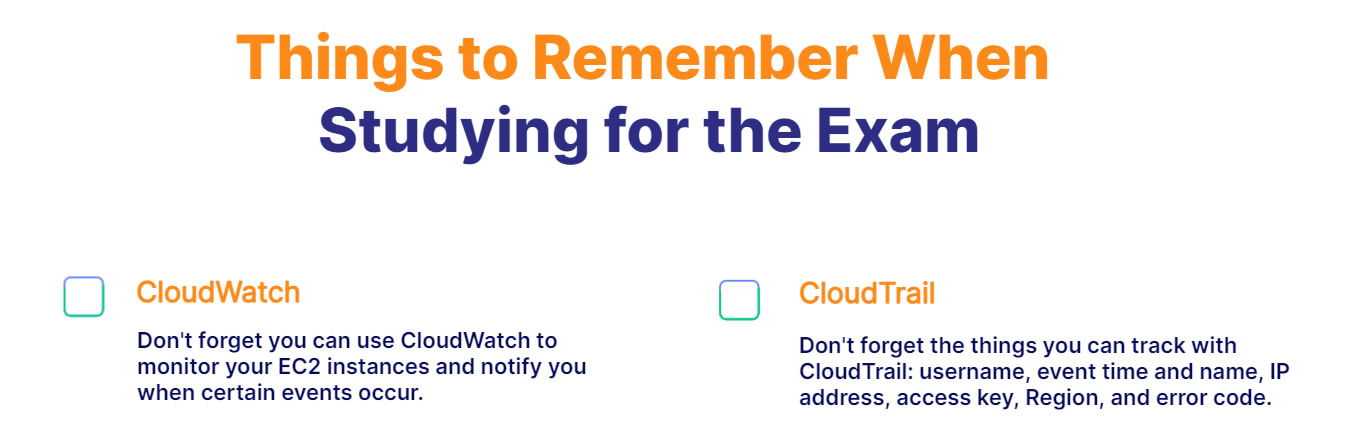 Things to Remember When
Studying for the Exam
CloudWatch
Don't forget you can use CloudWatch to
monitor your EC2 instances and notify you
when certain events occur.
CloudTrail
Don't forget the things you can track with
CloudTrail: username, event time and name, IP
address, access key, Region, and error code.